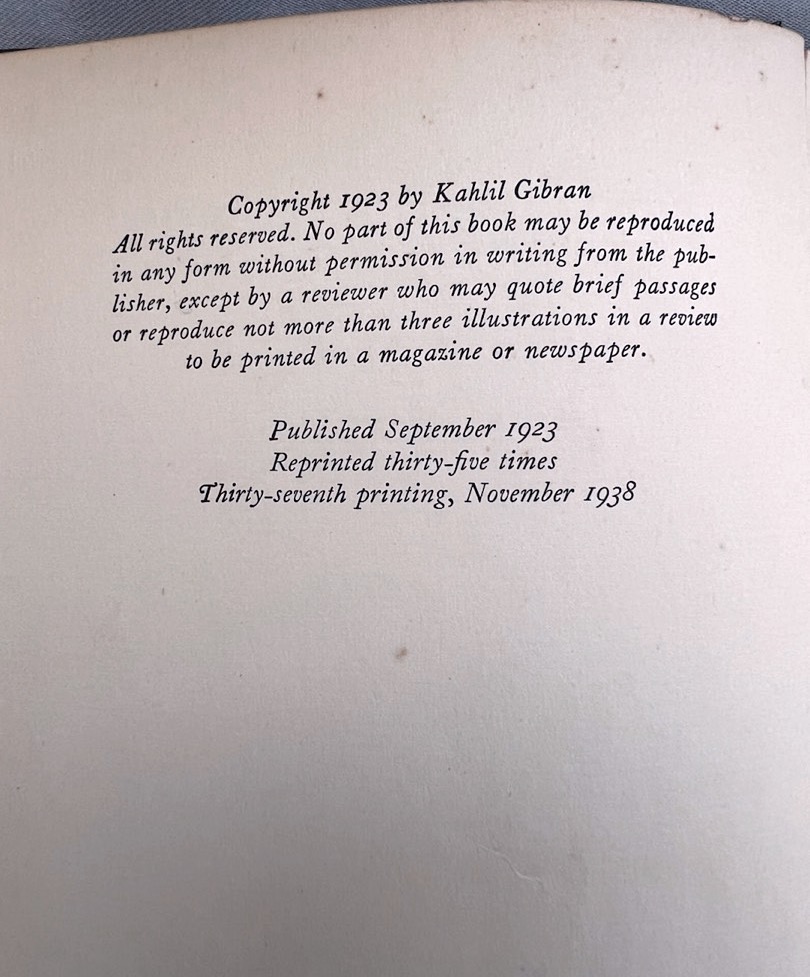 Copyright 1923 by Kahlil Gibran
All rights reserved. No part of this book may be reproduced
in any form without permission in writing from the pub-
lisher, except by a reviewer who may quote brief passages
or reproduce not more than three illustrations in a review
to be printed in a magazine or newspaper.
Published September 1923
Reprinted thirty-five times
Thirty-seventh printing, November 1938